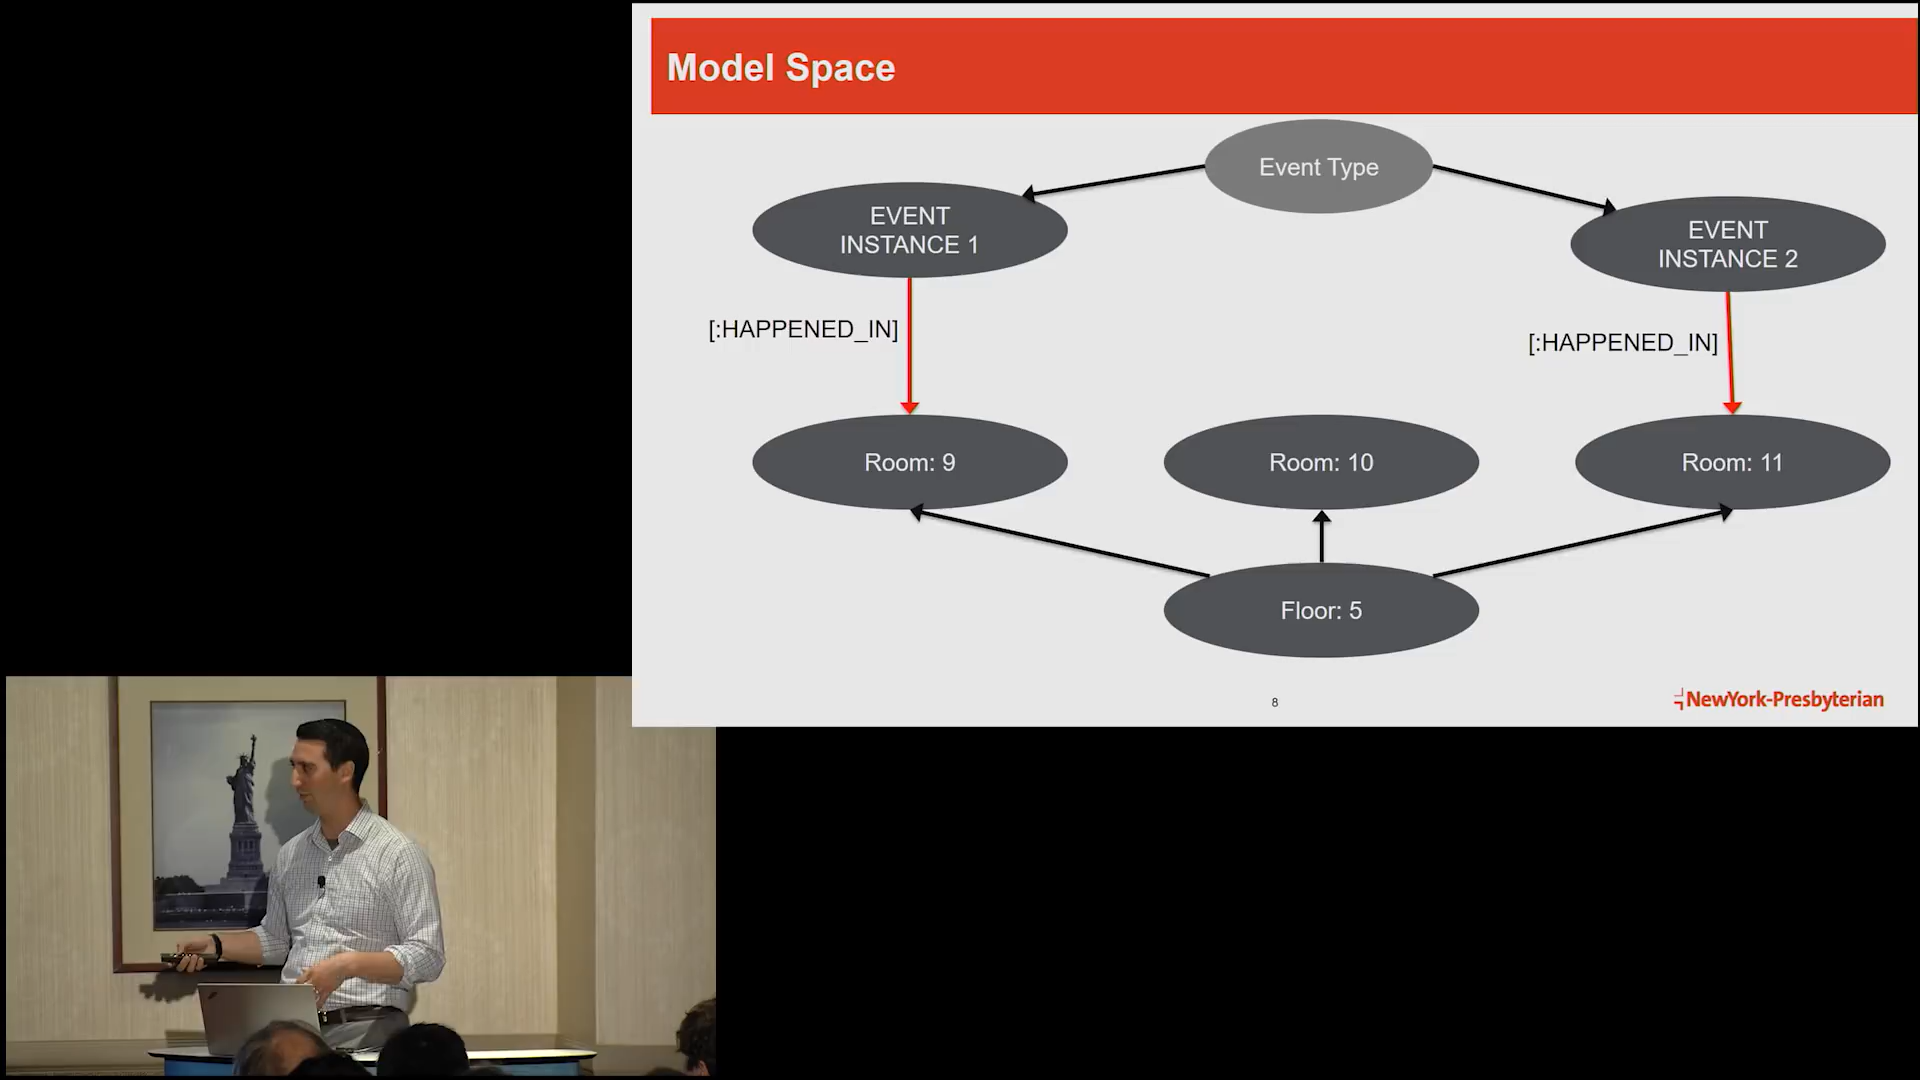 Model Space
Event Type
EVENT
INSTANCE 1
EVENT
INSTANCE 2
[:HAPPENED_IN]
[:HAPPENED_IN]
Room: 9
Room: 10
Room: 11
Floor: 5
8
NewYork-Presbyterian